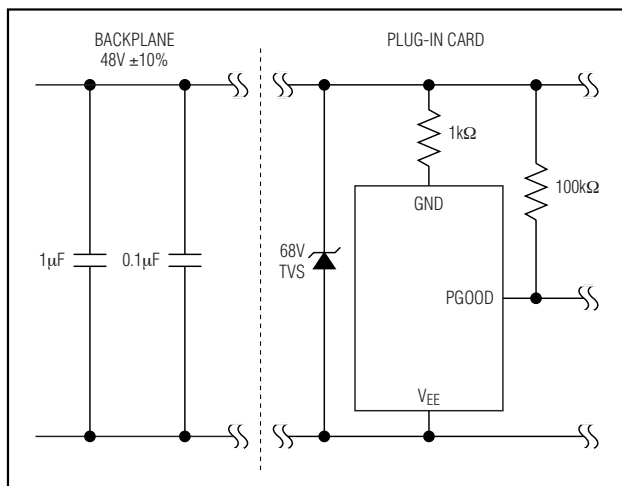 BACKPLANE
48V ±10%
PLUG-IN CARD
1kΩ
GND
100kΩ
1μF
0.1μF
68V
TVS
PGOOD
VEE